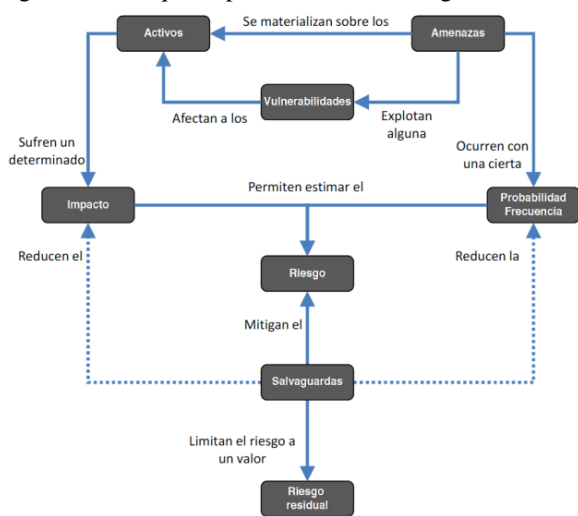 Se materializan sobre los
Activos
Amenazas
Vulnerabilidades
Afectan a los
Explotan
alguna
Sufren un
determinado
Ocurren con
una cierta
Permiten estimar el
Impacto
Probabilidad
Frecuencia
Reducen el
Reducen la
Riesgo
Mitigan el
Salvaguardas
Limitan el riesgo a
un valor
Riesgo
residual